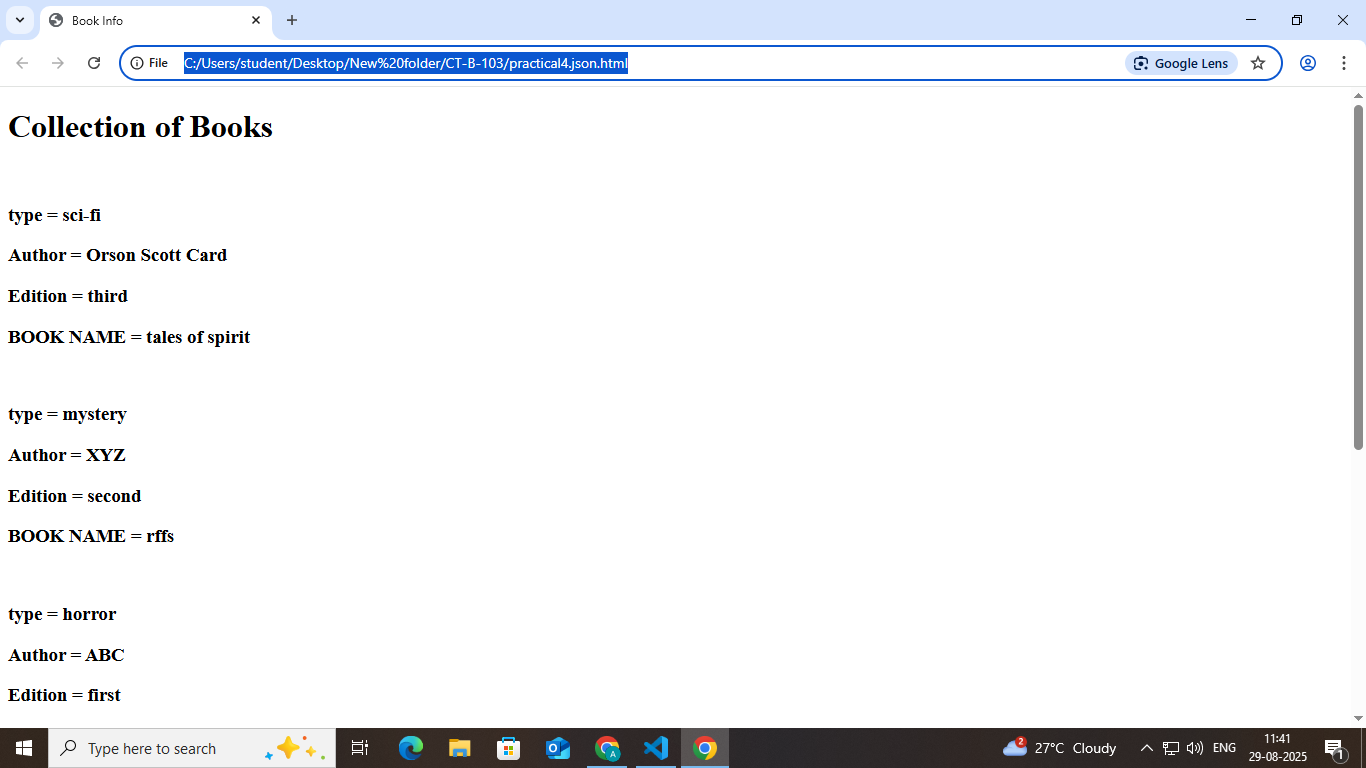 Book Info
File
C:/Users/student/Desktop/New%20folder/CT-B-103/practical4.json.html
Google Lens
Collection of Books
type = sci-fi
Author = Orson Scott Card
Edition = third
BOOK NAME = tales of spirit
type = mystery
Author = XYZ
Edition = second
BOOK NAME = rffs
type = horror
Author = ABC
Edition = first
Type here to search
A
2
27°C Cloudy
ENG
11:41
29-08-2025
1